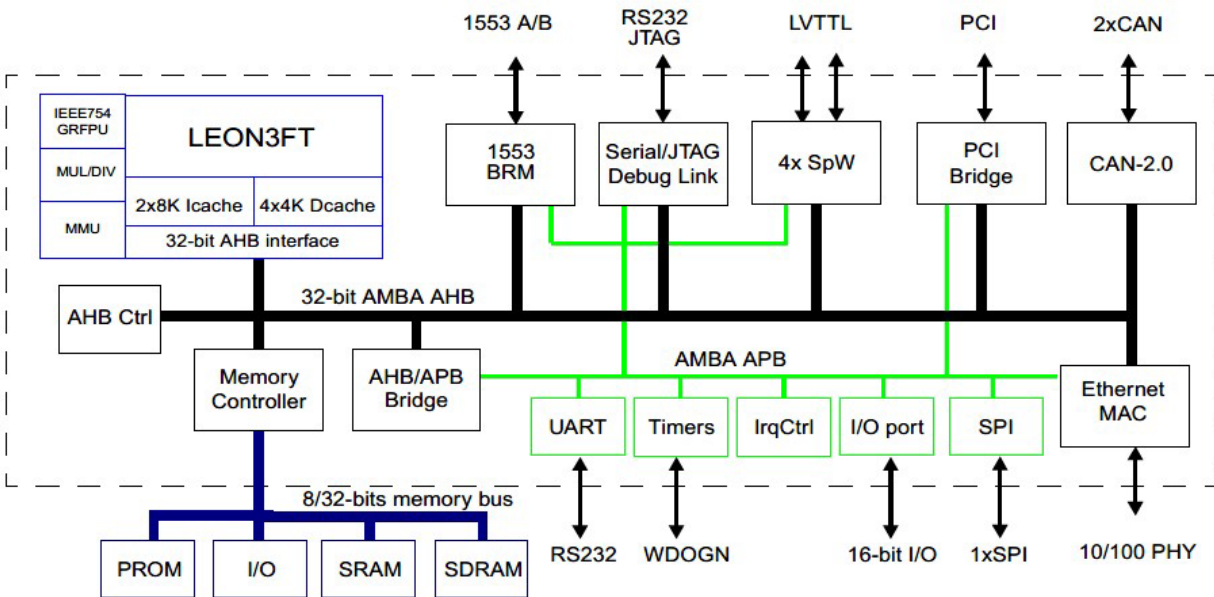 1553 A/B
RS232
JTAG
LVTTL
PCI
2xCAN
IEEE754
GRFPU
MUL/DIV
MMU
LEON3FT
2x8K Icache
4x4K Dcache
32-bit AHB interface
1553
BRM
Serial/JTAG
Debug Link
4x SpW
PCI
Bridge
CAN-2.0
AHB Ctrl
32-bit AMBA AHB
Memory
Controller
AHB/APB
Bridge
AMBA APB
Ethernet
MAC
UART
Timers
IrqCtrl
I/O port
SPI
8/32-bits memory bus
PROM
I/O
SRAM
SDRAM
RS232
WDOGN
16-bit I/O
1xSPI
10/100 PHY